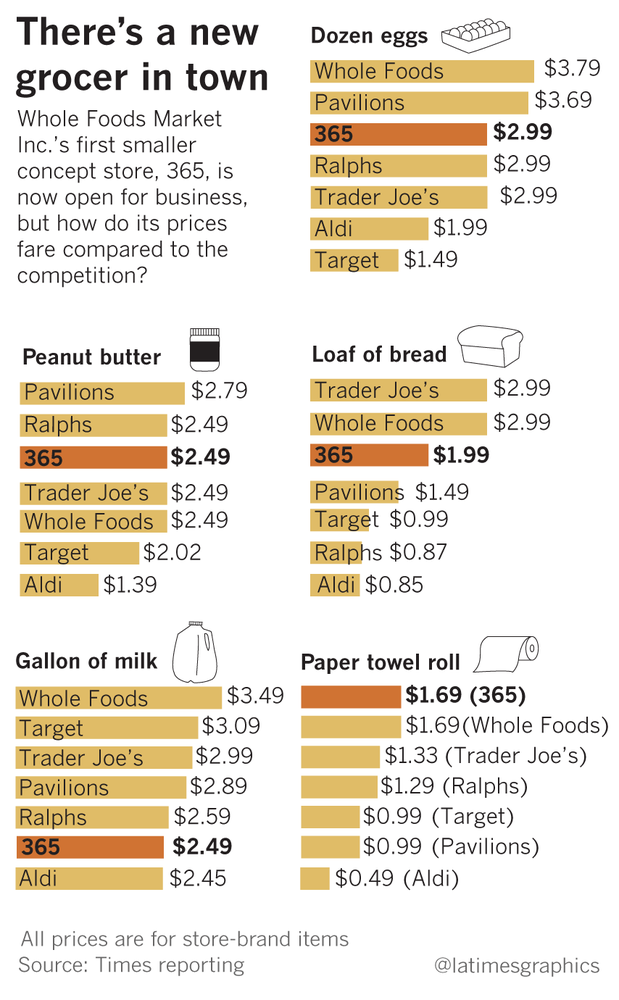 There's a new
grocer in town
Whole Foods Market
Inc.'s first smaller
concept store, 365, is
now open for business,
but how do its prices
fare compared to the
competition?
Dozen eggs
Whole Foods $3.79
Pavilions $3.69
365 $2.99
Ralphs $2.99
Trader Joe's $2.99
Aldi $1.99
Target $1.49
Peanut butter
Pavilions $2.79
Ralphs $2.49
365 $2.49
Trader Joe's $2.49
Whole Foods $2.49
Target $2.02
Aldi $1.39
Loaf of bread
Trader Joe's $2.99
Whole Foods $2.99
365 $1.99
Pavilions $1.49
Target $0.99
Ralphs $0.87
Aldi $0.85
Gallon of milk
Whole Foods $3.49
Target $3.09
Trader Joe's $2.99
Pavilions $2.89
Ralphs $2.59
365 $2.49
Aldi $2.45
Paper towel roll
$1.69 (365)
$1.69(Whole Foods)
$1.33 (Trader Joe's)
$1.29 (Ralphs)
$0.99 (Target)
$0.99 (Pavilions)
$0.49 (Aldi)
All prices are for store-brand items
Source: Times reporting
@latimesgraphics